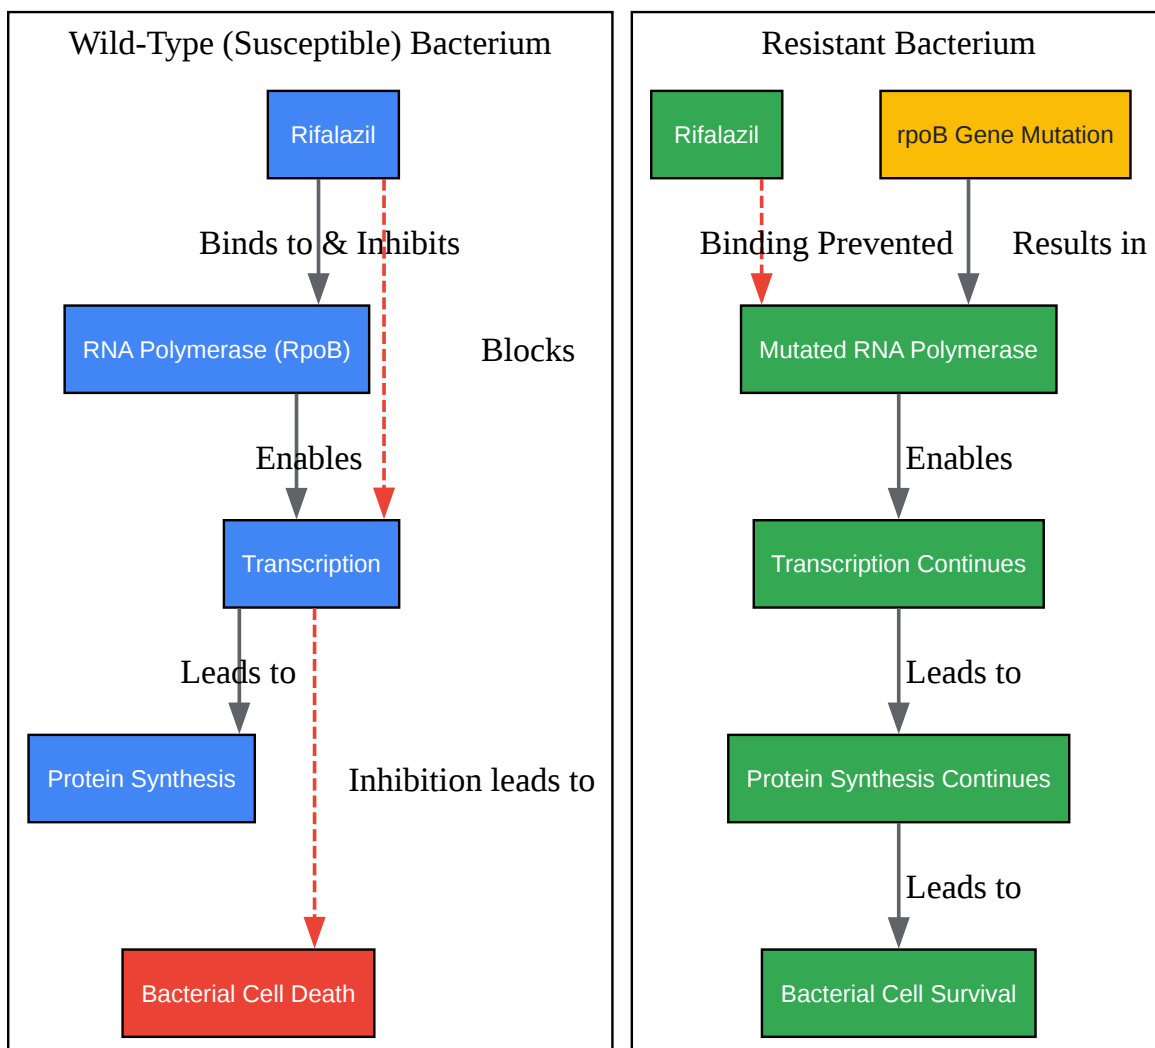 Wild-Type (Susceptible) Bacterium
Rifalazil
Binds to & Inhibits
RNA Polymerase (RpoB)
Blocks
Enables
Transcription
Leads to
Protein Synthesis
Inhibition leads to
Bacterial Cell Death
Resistant Bacterium
Rifalazil
rpoB Gene Mutation
Binding Prevented
Results in
Mutated RNA Polymerase
Enables
Transcription Continues
Leads to
Protein Synthesis Continues
Leads to
Bacterial Cell Survival